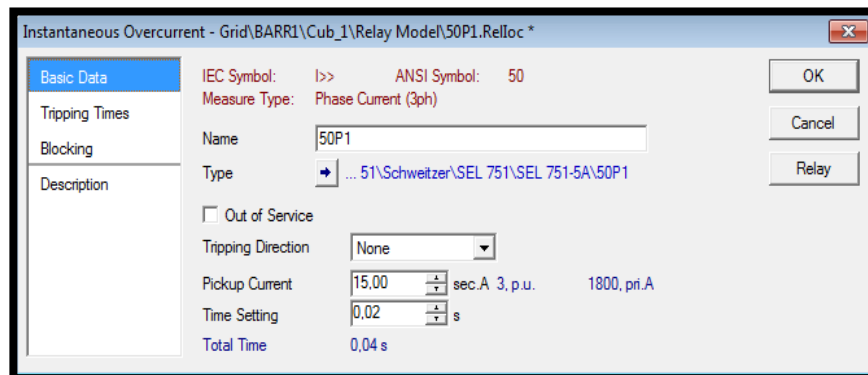 Instantaneous Overcurrent - Grid\BARR1\Cub_1\Relay Model\50P1.RelIoc *
Basic Data
Tripping Times
Blocking
Description
IEC Symbol: I>> ANSI Symbol: 50
Measure Type: Phase Current (3ph)
Name 50P1
Type ... 51\Schweitzer\SEL 751\SEL 751-5A\50P1
Out of Service
Tripping Direction None
Pickup Current 15,00 sec.A 3, p.u. 1800, pri.A
Time Setting 0,02 s
Total Time 0,04 s
OK
Cancel
Relay